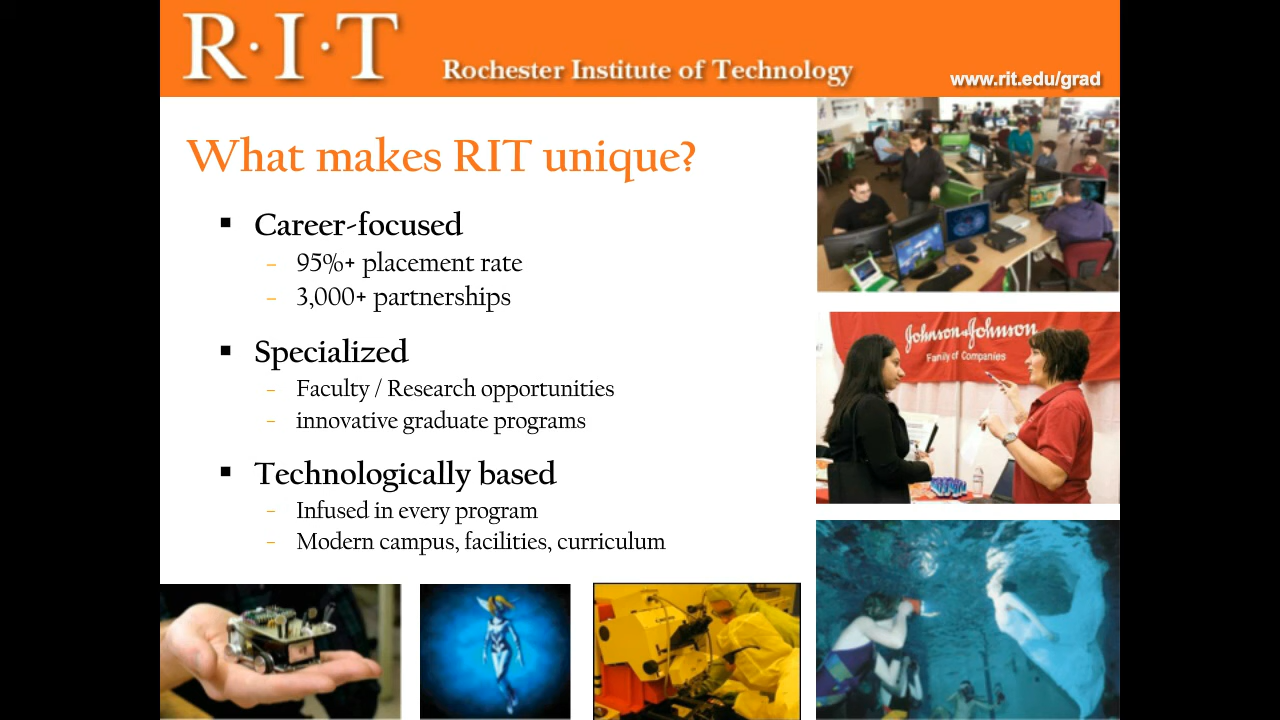 R·I·T
Rochester Institute of Technology
www.rit.edu/grad
What makes RIT unique?
▪ Career-focused
– 95%+ placement rate
– 3,000+ partnerships
▪ Specialized
– Faculty / Research opportunities
– innovative graduate programs
▪ Technologically based
– Infused in every program
– Modern campus, facilities, curriculum
Johnson&Johnson
Family of Companies